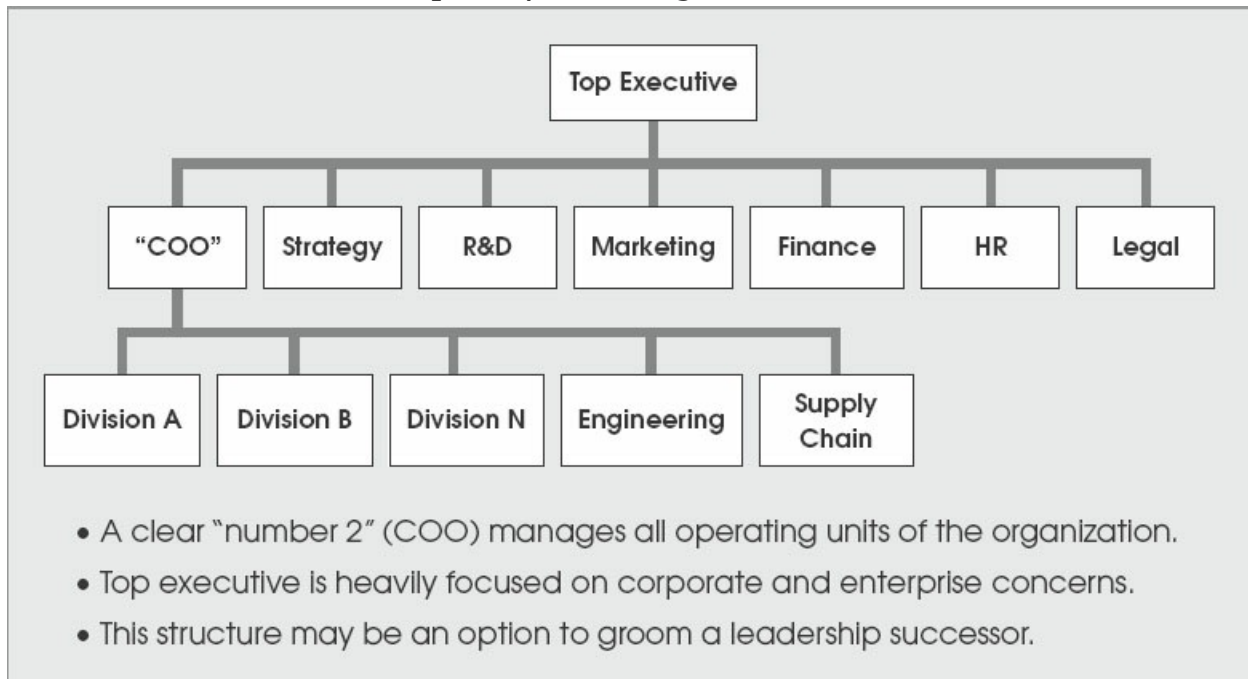 Top Executive
“COO”
Strategy
R&D
Marketing
Finance
HR
Legal
Division A
Division B
Division N
Engineering
Supply
Chain
• A clear “number 2” (COO) manages all operating units of the organization.
• Top executive is heavily focused on corporate and enterprise concerns.
• This structure may be an option to groom a leadership successor.